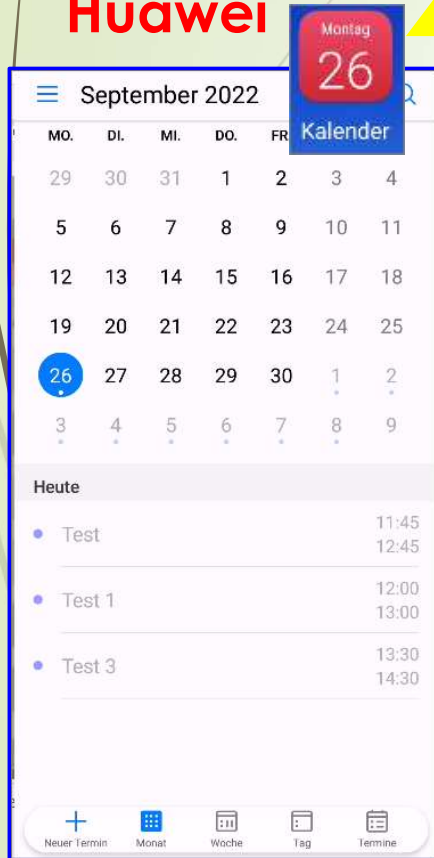 Huawei
Montag
26
Kalender
September 2022
MO. DI. MI. DO. FR
29 30 31 1 2 3 4
5 6 7 8 9 10 11
12 13 14 15 16 17 18
19 20 21 22 23 24 25
26 27 28 29 30 1 2
3 4 5 6 7 8 9
Heute
Test 11:45
12:45
Test 1 12:00
13:00
Test 3 13:30
14:30
Neuer Termin Monat Woche Tag Termine